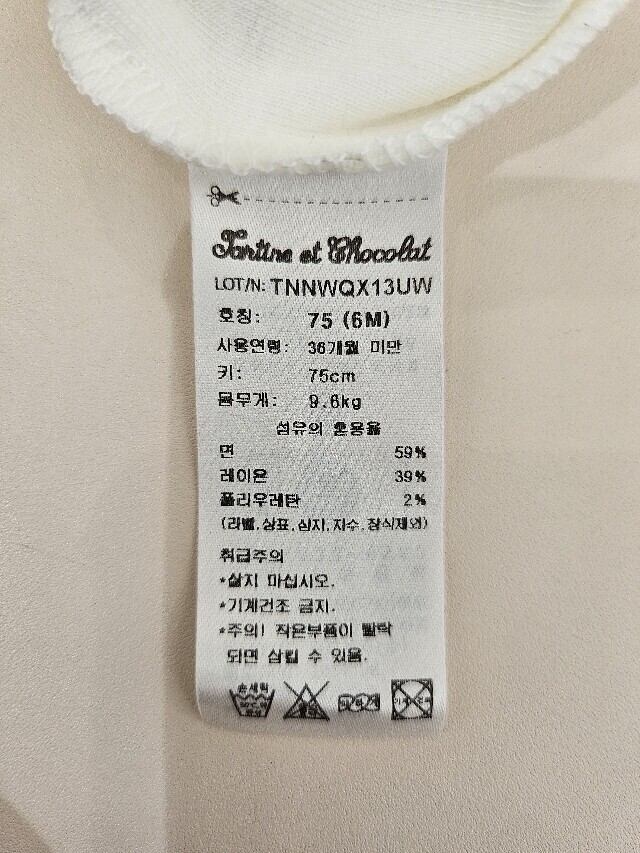 Tartine et Chocolat
LOT/N: TNNWQX13UW
호칭: 75 (6M)
사용연령: 36개월 미만
키: 75cm
몸무게: 9.6kg
섬유의 혼용율
면 59%
레이온 39%
폴리우레탄 2%
(라벨,상표,심지,자수,장식제외)
취급주의
*삶지 마십시오.
*기계건조 금지.
*주의! 작은부품이 탈락
되면 삼킬 수 있음.
손세탁